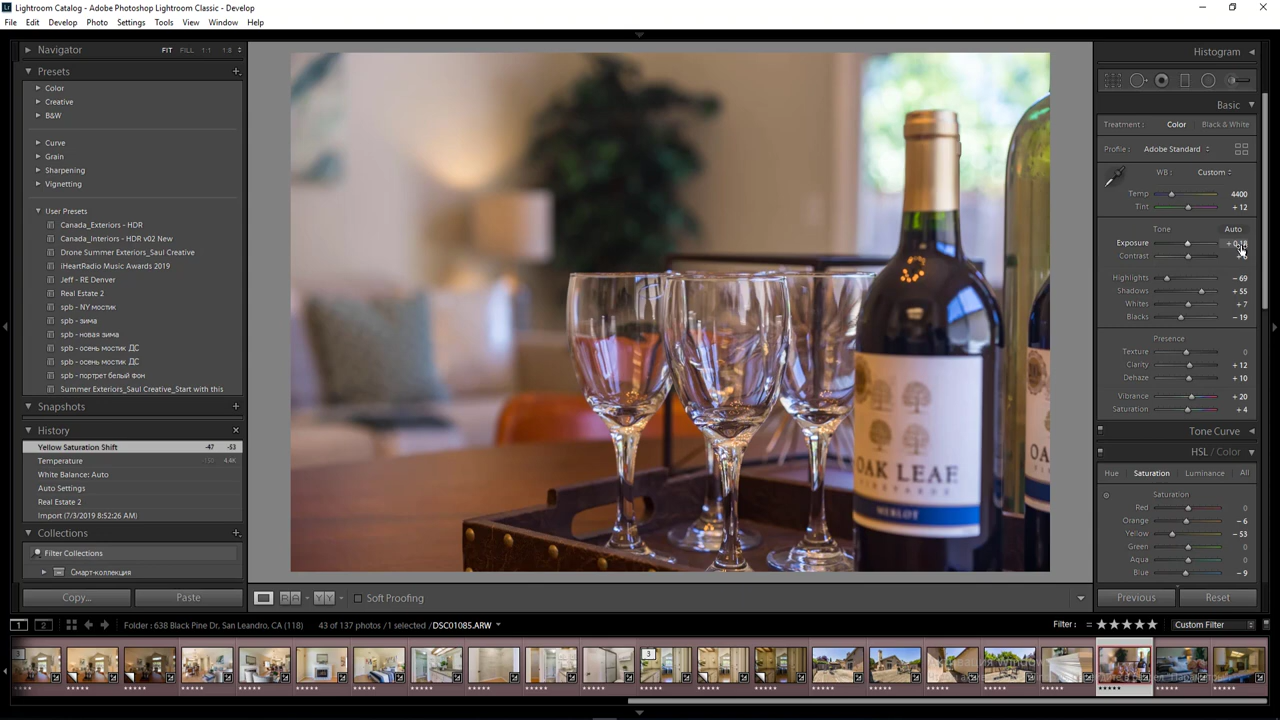 Lightroom Catalog - Adobe Photoshop Lightroom Classic - Develop
File Edit Develop Photo Settings Tools View Window Help
Navigator FIT FILL 1:1 1:8
Presets
Color
Creative
B&W
Curve
Grain
Sharpening
Vignetting
User Presets
Canada_Exteriors - HDR
Canada_Interiors - HDR v02 New
Drone Summer Exteriors_Saul Creative
iHeartRadio Music Awards 2019
Jeff - RE Denver
Real Estate 2
spb - NY мостик
spb - зима
spb - новая зима
spb - осень мостик ДС
spb - осень мостик ДС
spb - портрет белый фон
Summer Exteriors_Saul Creative_Start with this
Snapshots
History
Yellow Saturation Shift -47 -53
Temperature -150 4.4K
White Balance: Auto
Auto Settings
Real Estate 2
Import (7/3/2019 8:52:26 AM)
Collections
Filter Collections
Смарт-коллекция
Copy... Paste
OAK LEAF
VINEYARDS
MERLOT
OA
Soft Proofing
Histogram
Basic
Treatment : Color Black & White
Profile : Adobe Standard
WB : Custom
Temp 4400
Tint + 12
Tone Auto
Exposure
Contrast
Highlights - 69
Shadows + 55
Whites + 7
Blacks - 19
Presence
Texture 0
Clarity + 12
Dehaze + 10
Vibrance + 20
Saturation + 4
Tone Curve
HSL / Color
Hue Saturation Luminance All
Saturation
Red 0
Orange - 6
Yellow - 53
Green 0
Aqua 0
Blue - 9
Previous Reset
1 2 Folder : 638 Black Pine Dr, San Leandro, CA (118) 43 of 137 photos / 1 selected / DSC01085.ARW Filter : Custom Filter
3
3